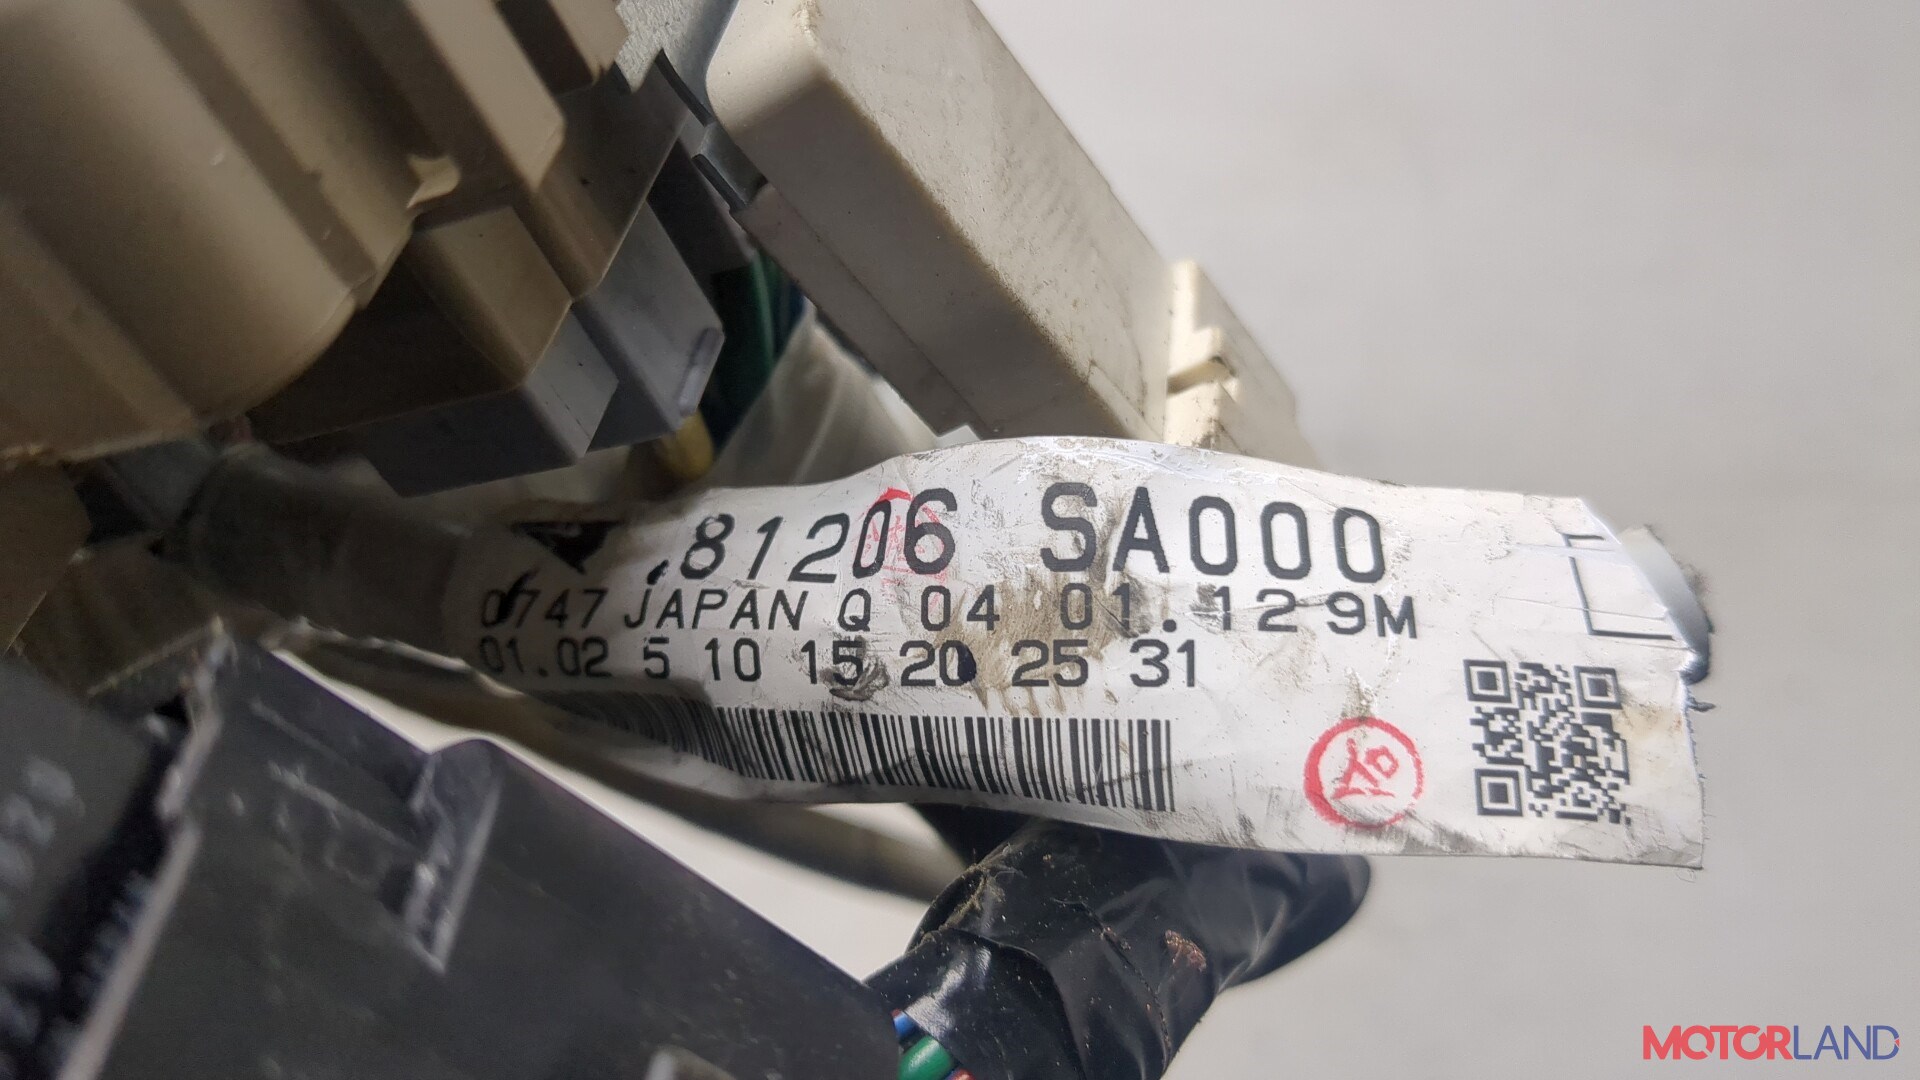 81206 SA000
0747 JAPAN Q 04 01.129M
01.02 5 10 15 20 25 31
MOTORLAND